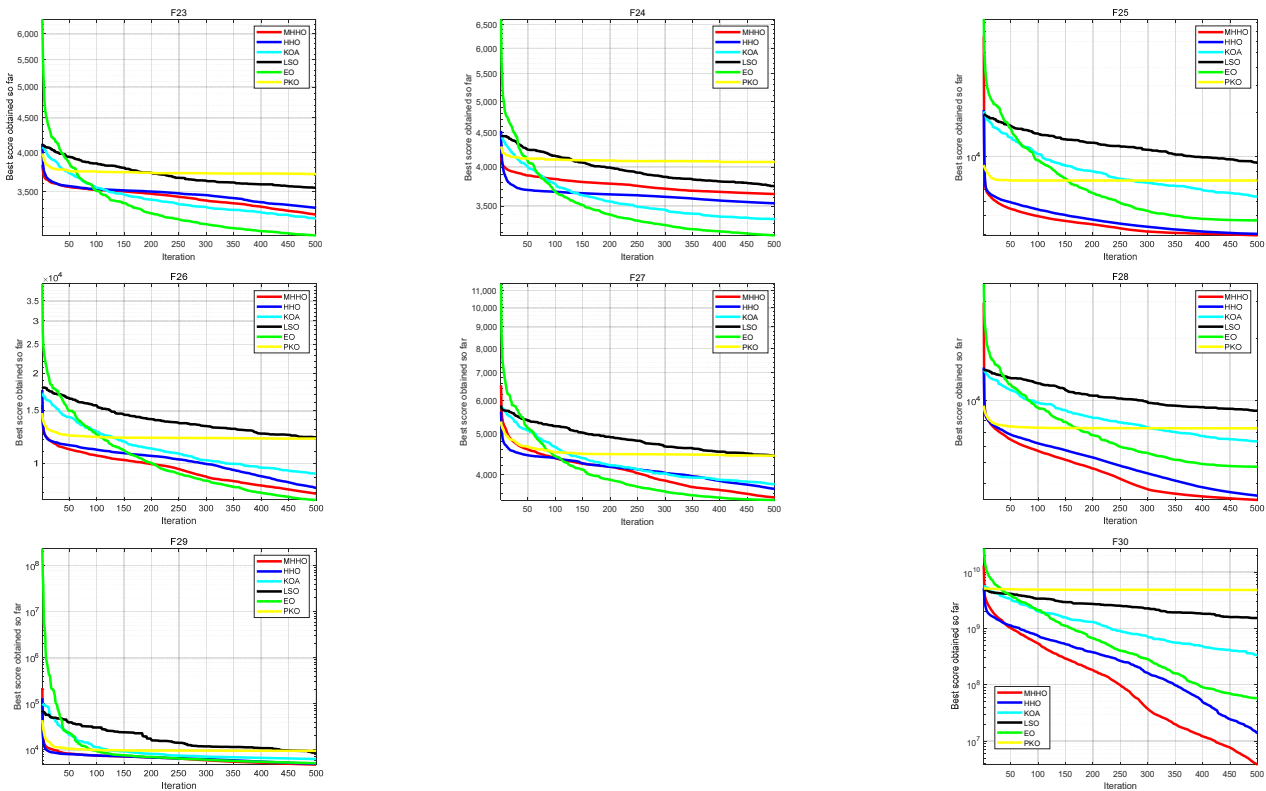 F23
Best score obtained so far
6,000
5,500
5,000
4,500
4,000
3,500
MHHO
HHO
KOA
LSO
EO
PKO
50 100 150 200 250 300 350 400 450 500
Iteration
F24
Best score obtained so far
6,500
6,000
5,500
5,000
4,500
4,000
3,500
MHHO
HHO
KOA
LSO
EO
PKO
50 100 150 200 250 300 350 400 450 500
Iteration
F25
Best score obtained so far
10^4
MHHO
HHO
KOA
LSO
EO
PKO
50 100 150 200 250 300 350 400 450 500
Iteration
F26
×10^4
Best score obtained so far
3.5
3
2.5
2
1.5
1
MHHO
HHO
KOA
LSO
EO
PKO
50 100 150 200 250 300 350 400 450 500
Iteration
F27
Best score obtained so far
11,000
10,000
9,000
8,000
7,000
6,000
5,000
4,000
MHHO
HHO
KOA
LSO
EO
PKO
50 100 150 200 250 300 350 400 450 500
Iteration
F28
Best score obtained so far
10^4
MHHO
HHO
KOA
LSO
EO
PKO
50 100 150 200 250 300 350 400 450 500
Iteration
F29
Best score obtained so far
10^8
10^7
10^6
10^5
10^4
MHHO
HHO
KOA
LSO
EO
PKO
50 100 150 200 250 300 350 400 450 500
Iteration
F30
Best score obtained so far
10^10
10^9
10^8
10^7
MHHO
HHO
KOA
LSO
EO
PKO
50 100 150 200 250 300 350 400 450 500
Iteration